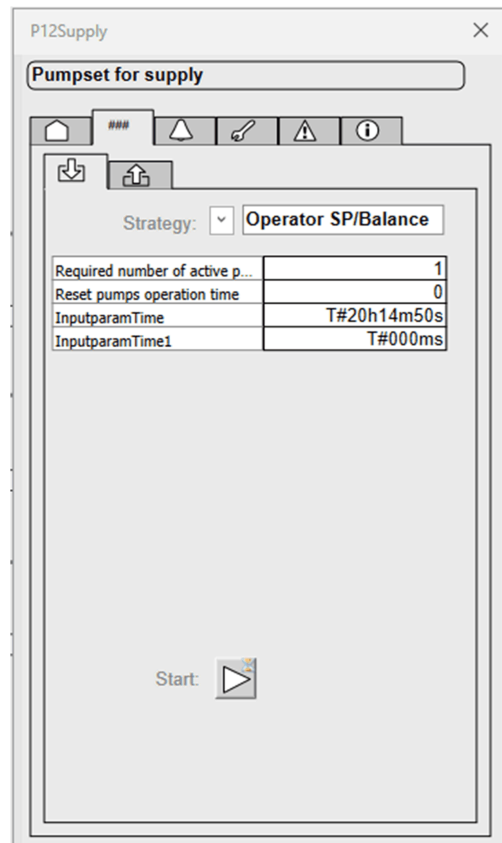 P12Supply
Pumpset for supply
###
Strategy: Operator SP/Balance
Required number of active p... 1
Reset pumps operation time 0
InputparamTime T#20h14m50s
InputparamTime1 T#000ms
Start: